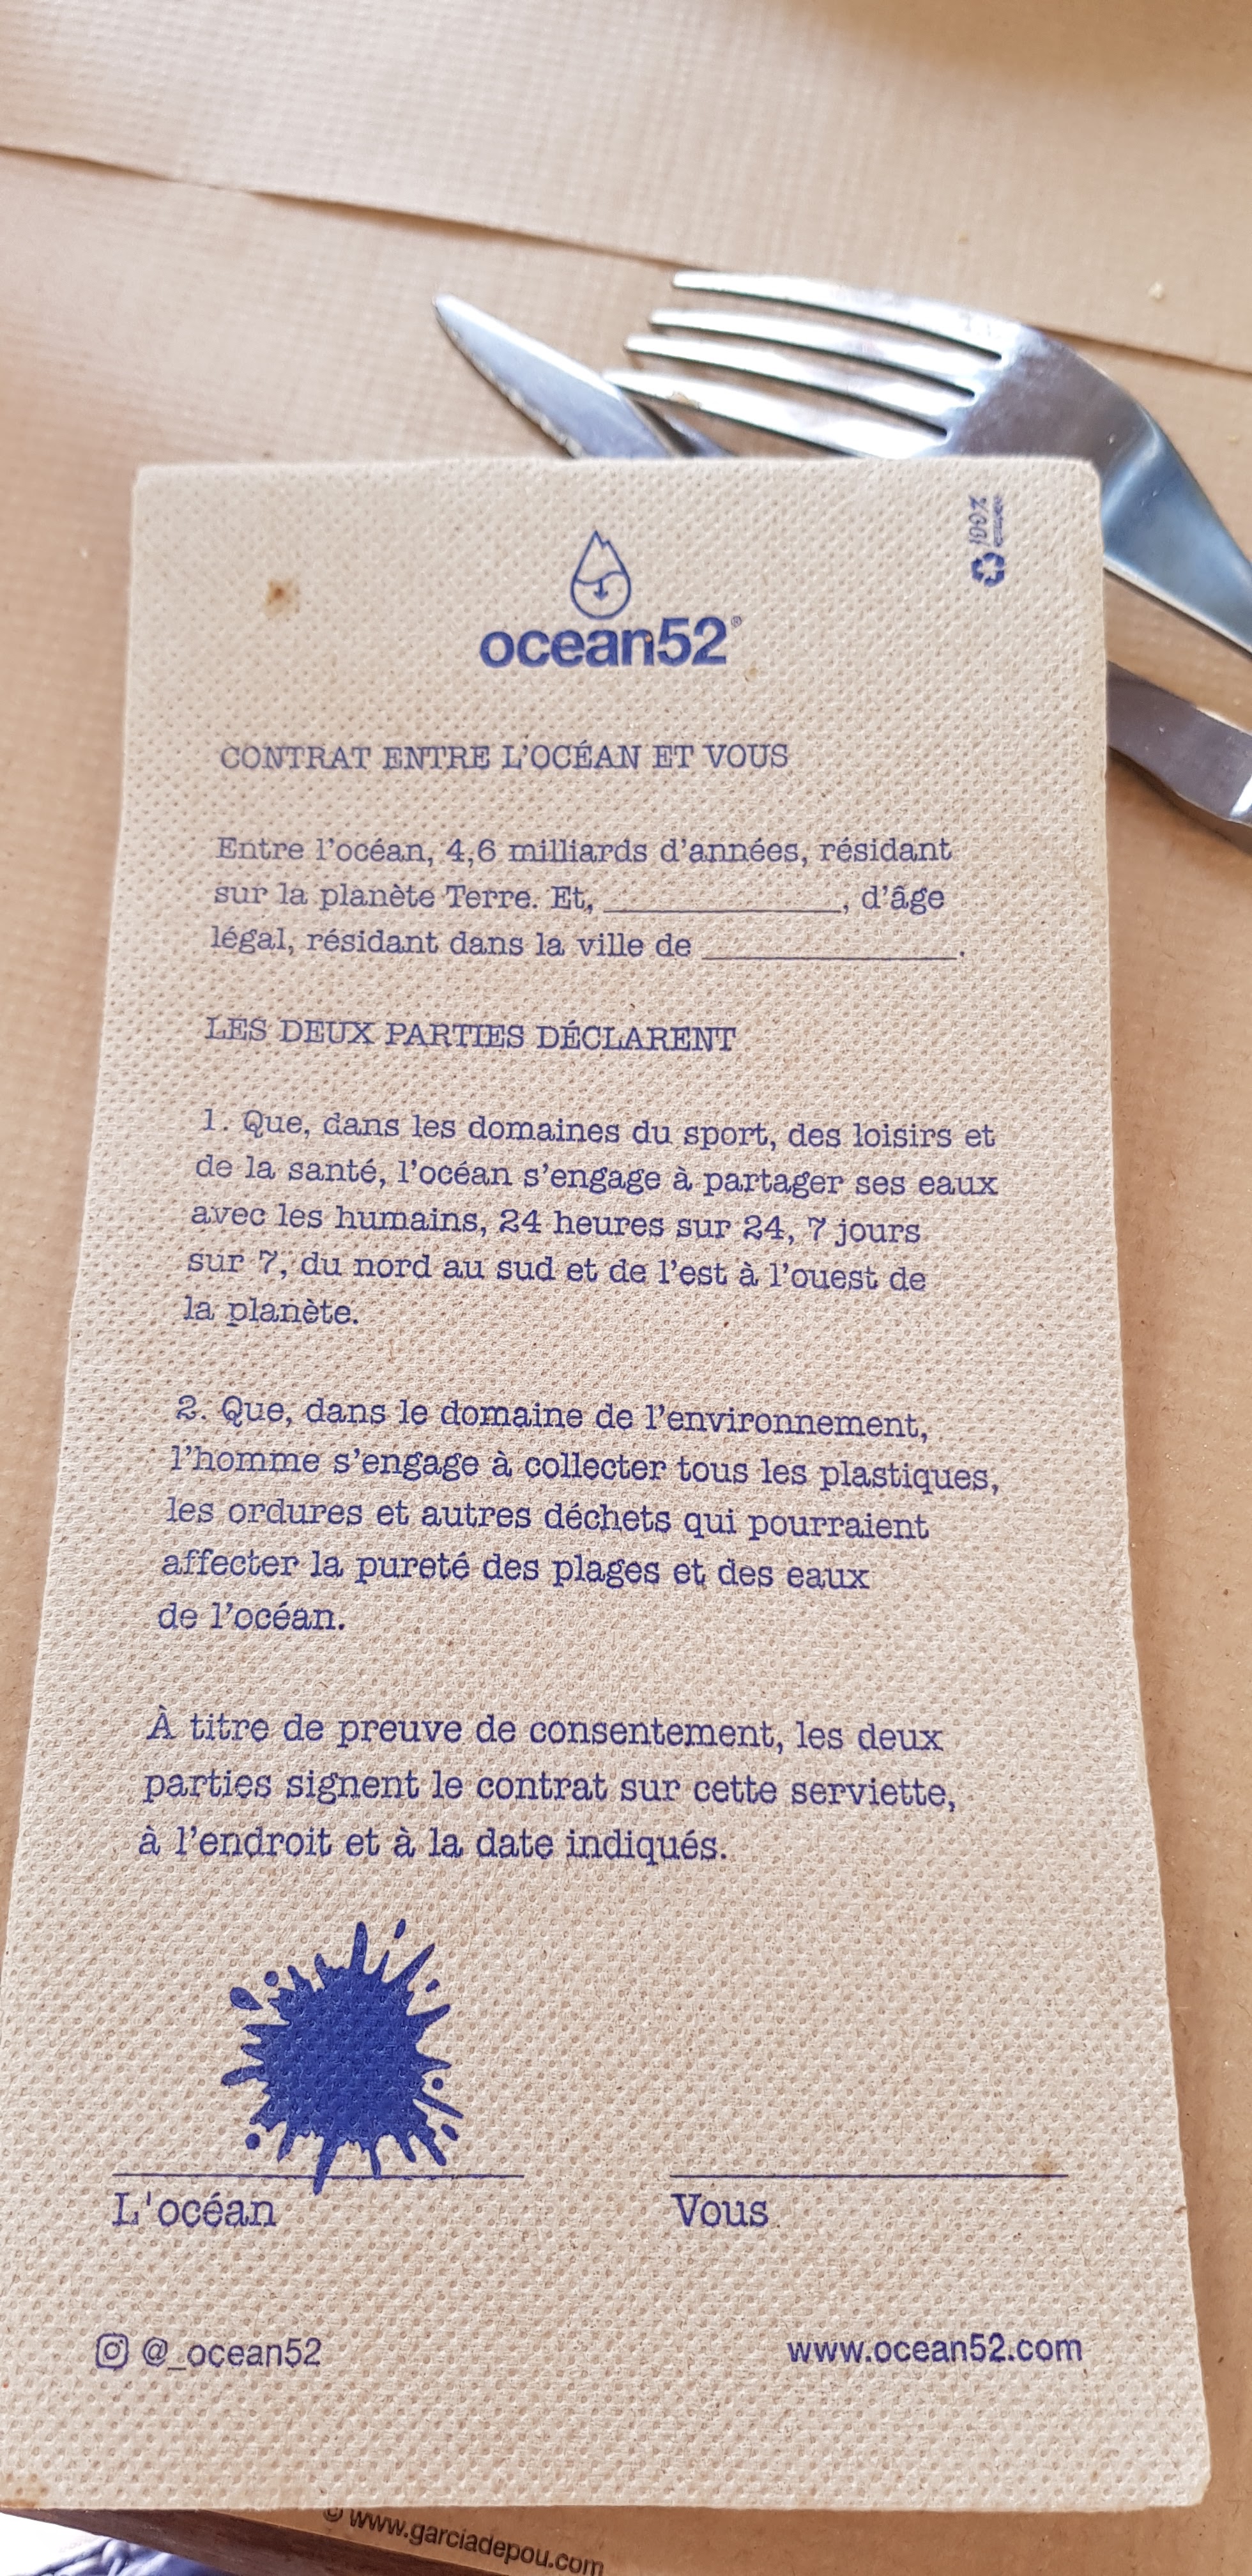 100%
ocean52®
CONTRAT ENTRE L'OCÉAN ET VOUS
Entre l'océan, 4,6 milliards d'années, résidant
sur la planète Terre. Et, ____________, d'âge
légal, résidant dans la ville de _____________.
LES DEUX PARTIES DÉCLARENT
1. Que, dans les domaines du sport, des loisirs et
de la santé, l'océan s'engage à partager ses eaux
avec les humains, 24 heures sur 24, 7 jours
sur 7, du nord au sud et de l'est à l'ouest de
la planète.
2. Que, dans le domaine de l'environnement,
l'homme s'engage à collecter tous les plastiques,
les ordures et autres déchets qui pourraient
affecter la pureté des plages et des eaux
de l'océan.
À titre de preuve de consentement, les deux
parties signent le contrat sur cette serviette,
à l'endroit et à la date indiqués.
L'océan
Vous
@_ocean52
www.ocean52.com
© www.garciadepou.com